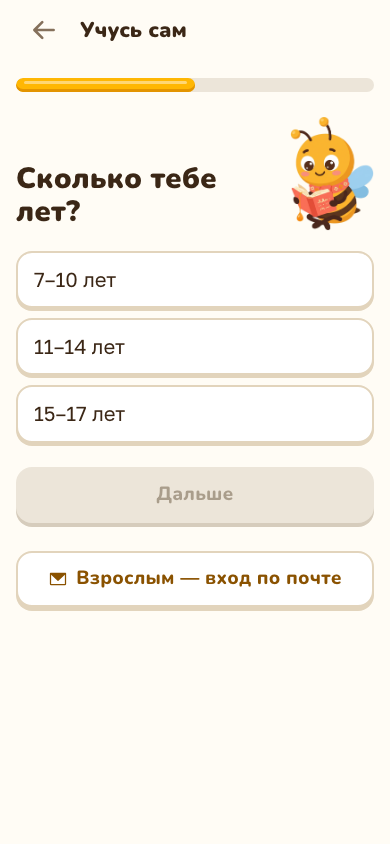 Учусь сам
Сколько тебе
лет?
7–10 лет
11–14 лет
15–17 лет
Дальше
Взрослым — вход по почте